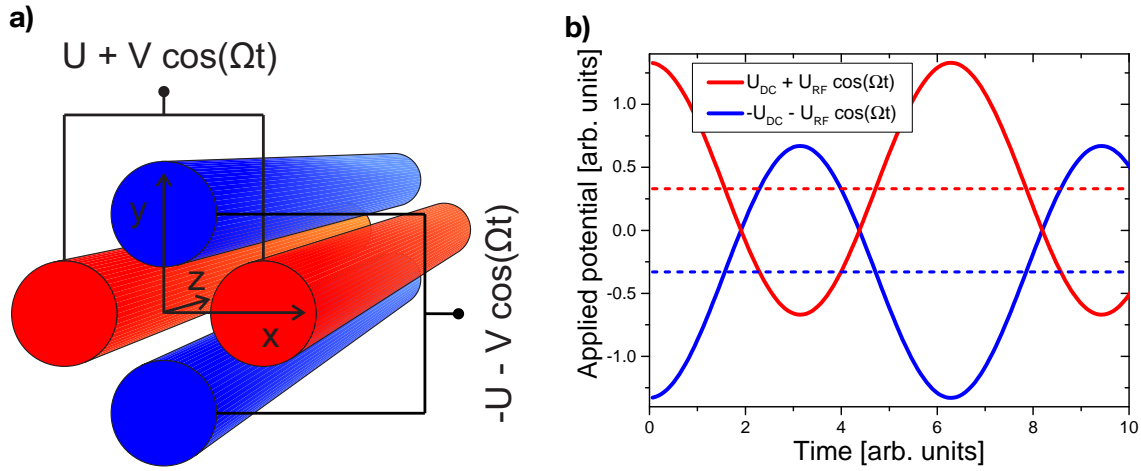 a)
U + V cos(Ωt)
y
z
x
-U - V cos(Ωt)
b)
Applied potential [arb. units]
1.0
0.5
0.0
-0.5
-1.0
U_DC + U_RF cos(Ωt)
-U_DC - U_RF cos(Ωt)
0 2 4 6 8 10
Time [arb. units]